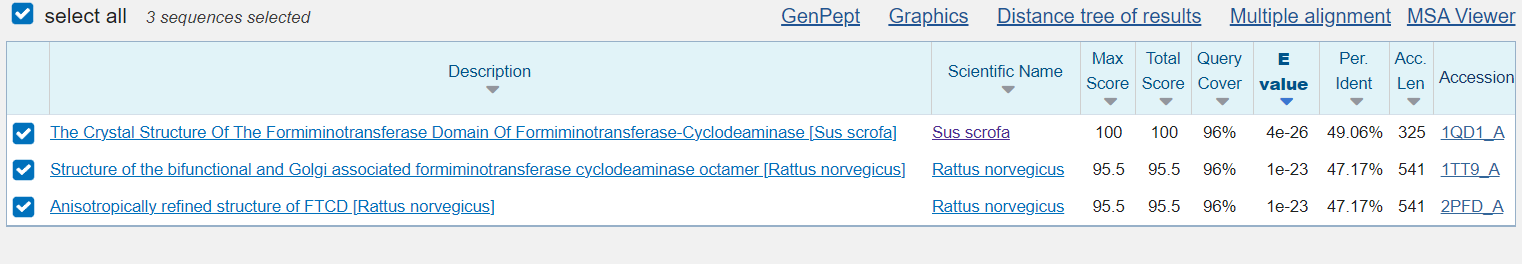 select all 3 sequences selected GenPept Graphics Distance tree of results Multiple alignment MSA Viewer
Description Scientific Name Max Score Total Score Query Cover E value Per. Ident Acc. Len Accession
The Crystal Structure Of The Formiminotransferase Domain Of Formiminotransferase-Cyclodeaminase [Sus scrofa] Sus scrofa 100 100 96% 4e-26 49.06% 325 1QD1_A
Structure of the bifunctional and Golgi associated formiminotransferase cyclodeaminase octamer [Rattus norvegicus] Rattus norvegicus 95.5 95.5 96% 1e-23 47.17% 541 1TT9_A
Anisotropically refined structure of FTCD [Rattus norvegicus] Rattus norvegicus 95.5 95.5 96% 1e-23 47.17% 541 2PFD_A